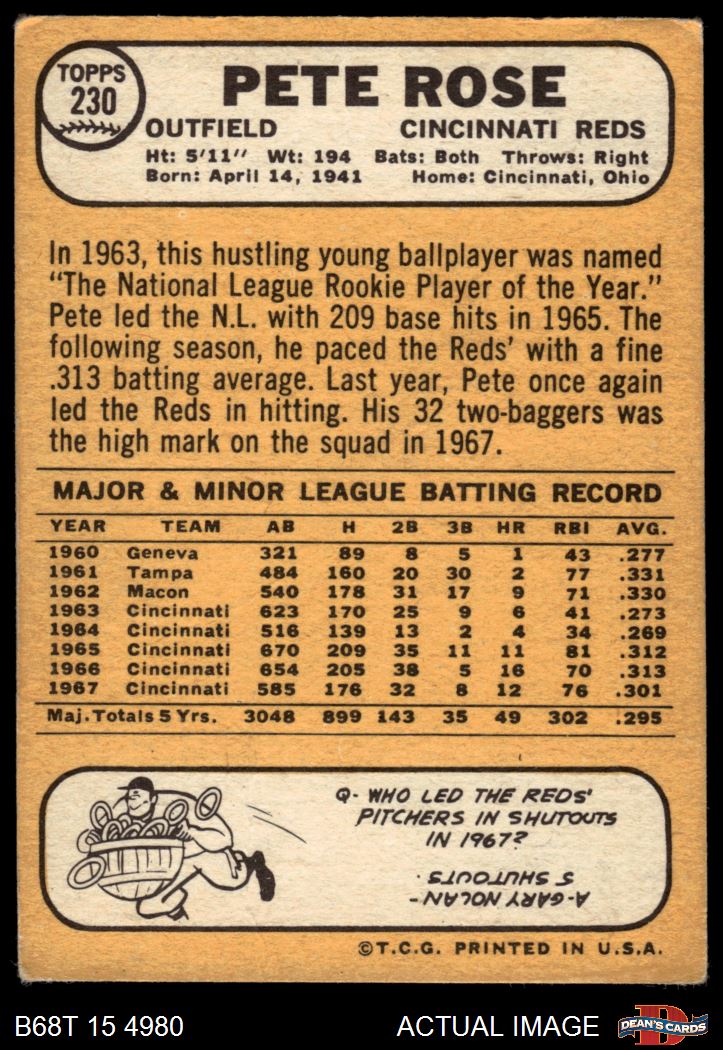 TOPPS
230
PETE ROSE
OUTFIELD CINCINNATI REDS
Ht: 5'11" Wt: 194 Bats: Both Throws: Right
Born: April 14, 1941 Home: Cincinnati, Ohio
In 1963, this hustling young ballplayer was named
"The National League Rookie Player of the Year."
Pete led the N.L. with 209 base hits in 1965. The
following season, he paced the Reds' with a fine
.313 batting average. Last year, Pete once again
led the Reds in hitting. His 32 two-baggers was
the high mark on the squad in 1967.
MAJOR & MINOR LEAGUE BATTING RECORD
YEAR TEAM AB H 2B 3B HR RBI AVG.
1960 Geneva 321 89 8 5 1 43 .277
1961 Tampa 484 160 20 30 2 77 .331
1962 Macon 540 178 31 17 9 71 .330
1963 Cincinnati 623 170 25 9 6 41 .273
1964 Cincinnati 516 139 13 2 4 34 .269
1965 Cincinnati 670 209 35 11 11 81 .312
1966 Cincinnati 654 205 38 5 16 70 .313
1967 Cincinnati 585 176 32 8 12 76 .301
Maj. Totals 5 Yrs. 3048 899 143 35 49 302 .295
Q- WHO LED THE REDS'
PITCHERS IN SHUTOUTS
IN 1967?
A-GARY NOLAN-
5 SHUTOUTS.
©T.C.G. PRINTED IN U.S.A.
B68T 15 4980 ACTUAL IMAGE DEAN'S CARDS